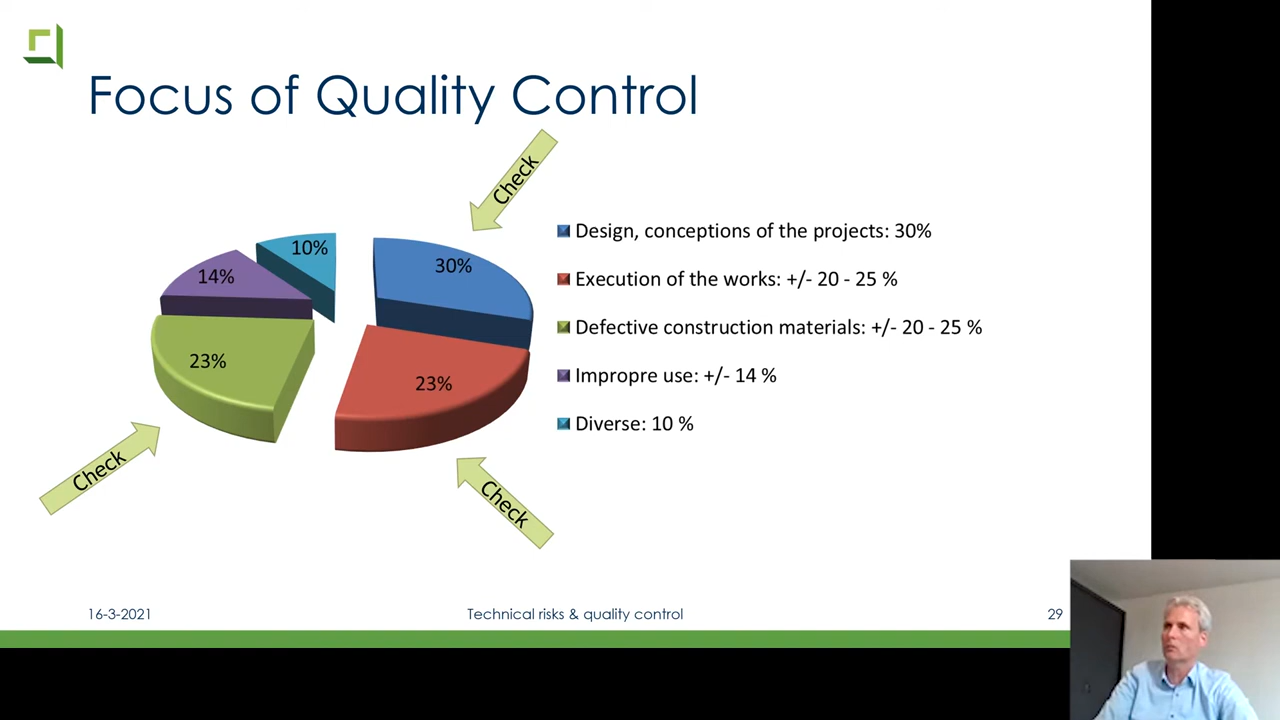 Focus of Quality Control
Check
10%
30%
14%
23%
23%
Check
Check
Design, conceptions of the projects: 30%
Execution of the works: +/- 20 - 25 %
Defective construction materials: +/- 20 - 25 %
Impropre use: +/- 14 %
Diverse: 10 %
16-3-2021
Technical risks & quality control
29